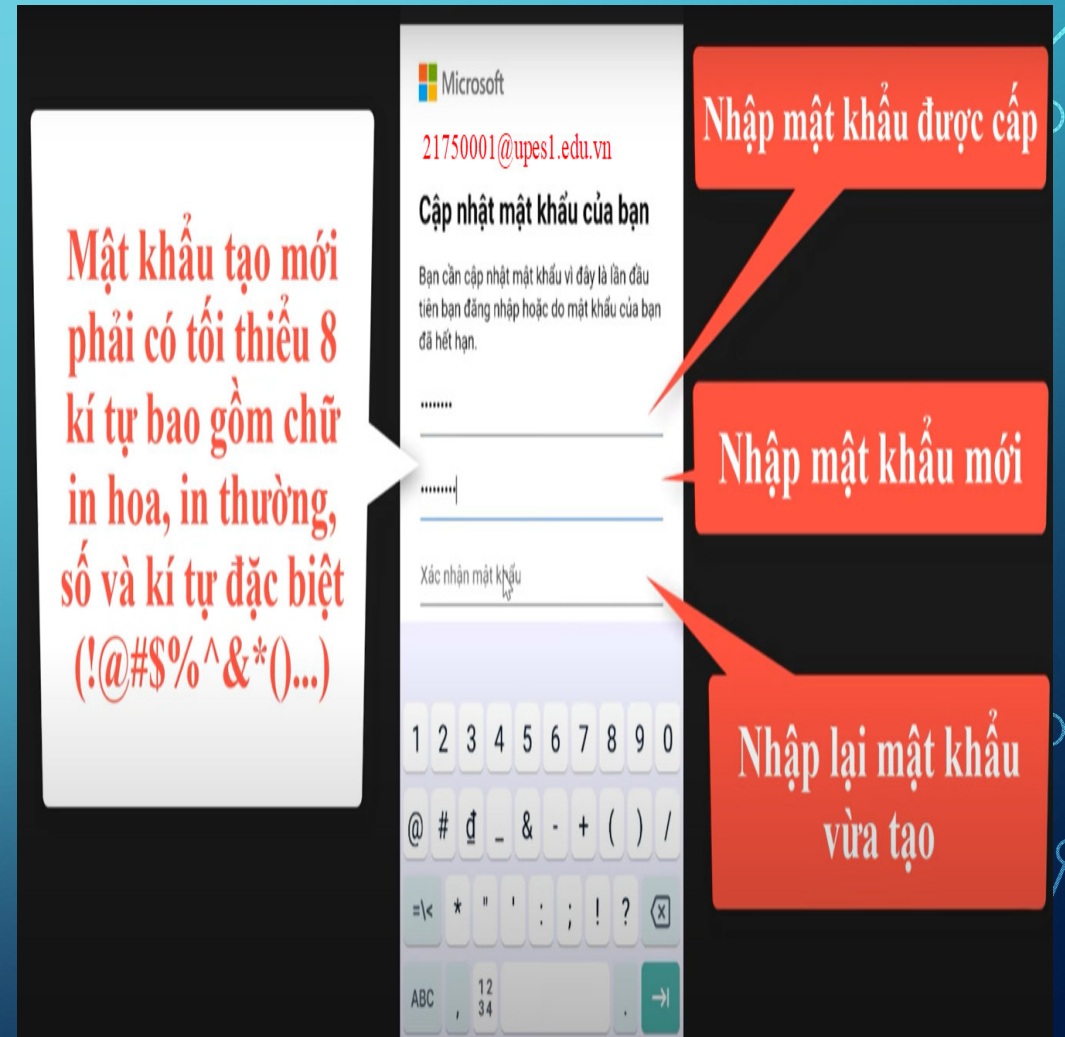 Mật khẩu tạo mới
phải có tối thiểu 8
kí tự bao gồm chữ
in hoa, in thường,
số và kí tự đặc biệt
(!@#$%^&*()...)
Microsoft
21750001@upes1.edu.vn
Cập nhật mật khẩu của bạn
Bạn cần cập nhật mật khẩu vì đây là lần đầu
tiên bạn đăng nhập hoặc do mật khẩu của bạn
đã hết hạn.
········
·········
Xác nhận mật khẩu
Nhập mật khẩu được cấp
Nhập mật khẩu mới
Nhập lại mật khẩu
vừa tạo
1 2 3 4 5 6 7 8 9 0
@ # đ _ & - + ( ) /
=\< * " ' : ; ! ?
ABC , 12 .
34